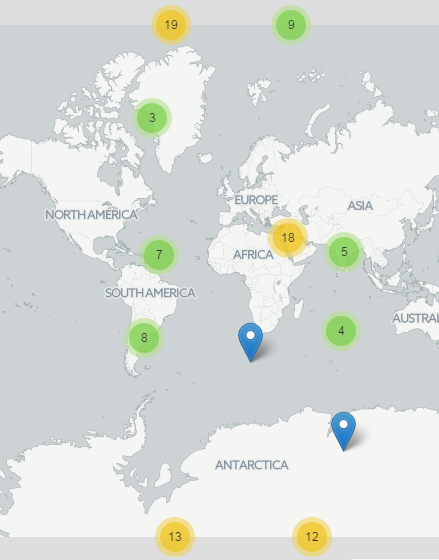 19
9
3
NORTH AMERICA
EUROPE
ASIA
18
AFRICA
5
7
SOUTH AMERICA
AUSTRAL
4
8
ANTARCTICA
13
12